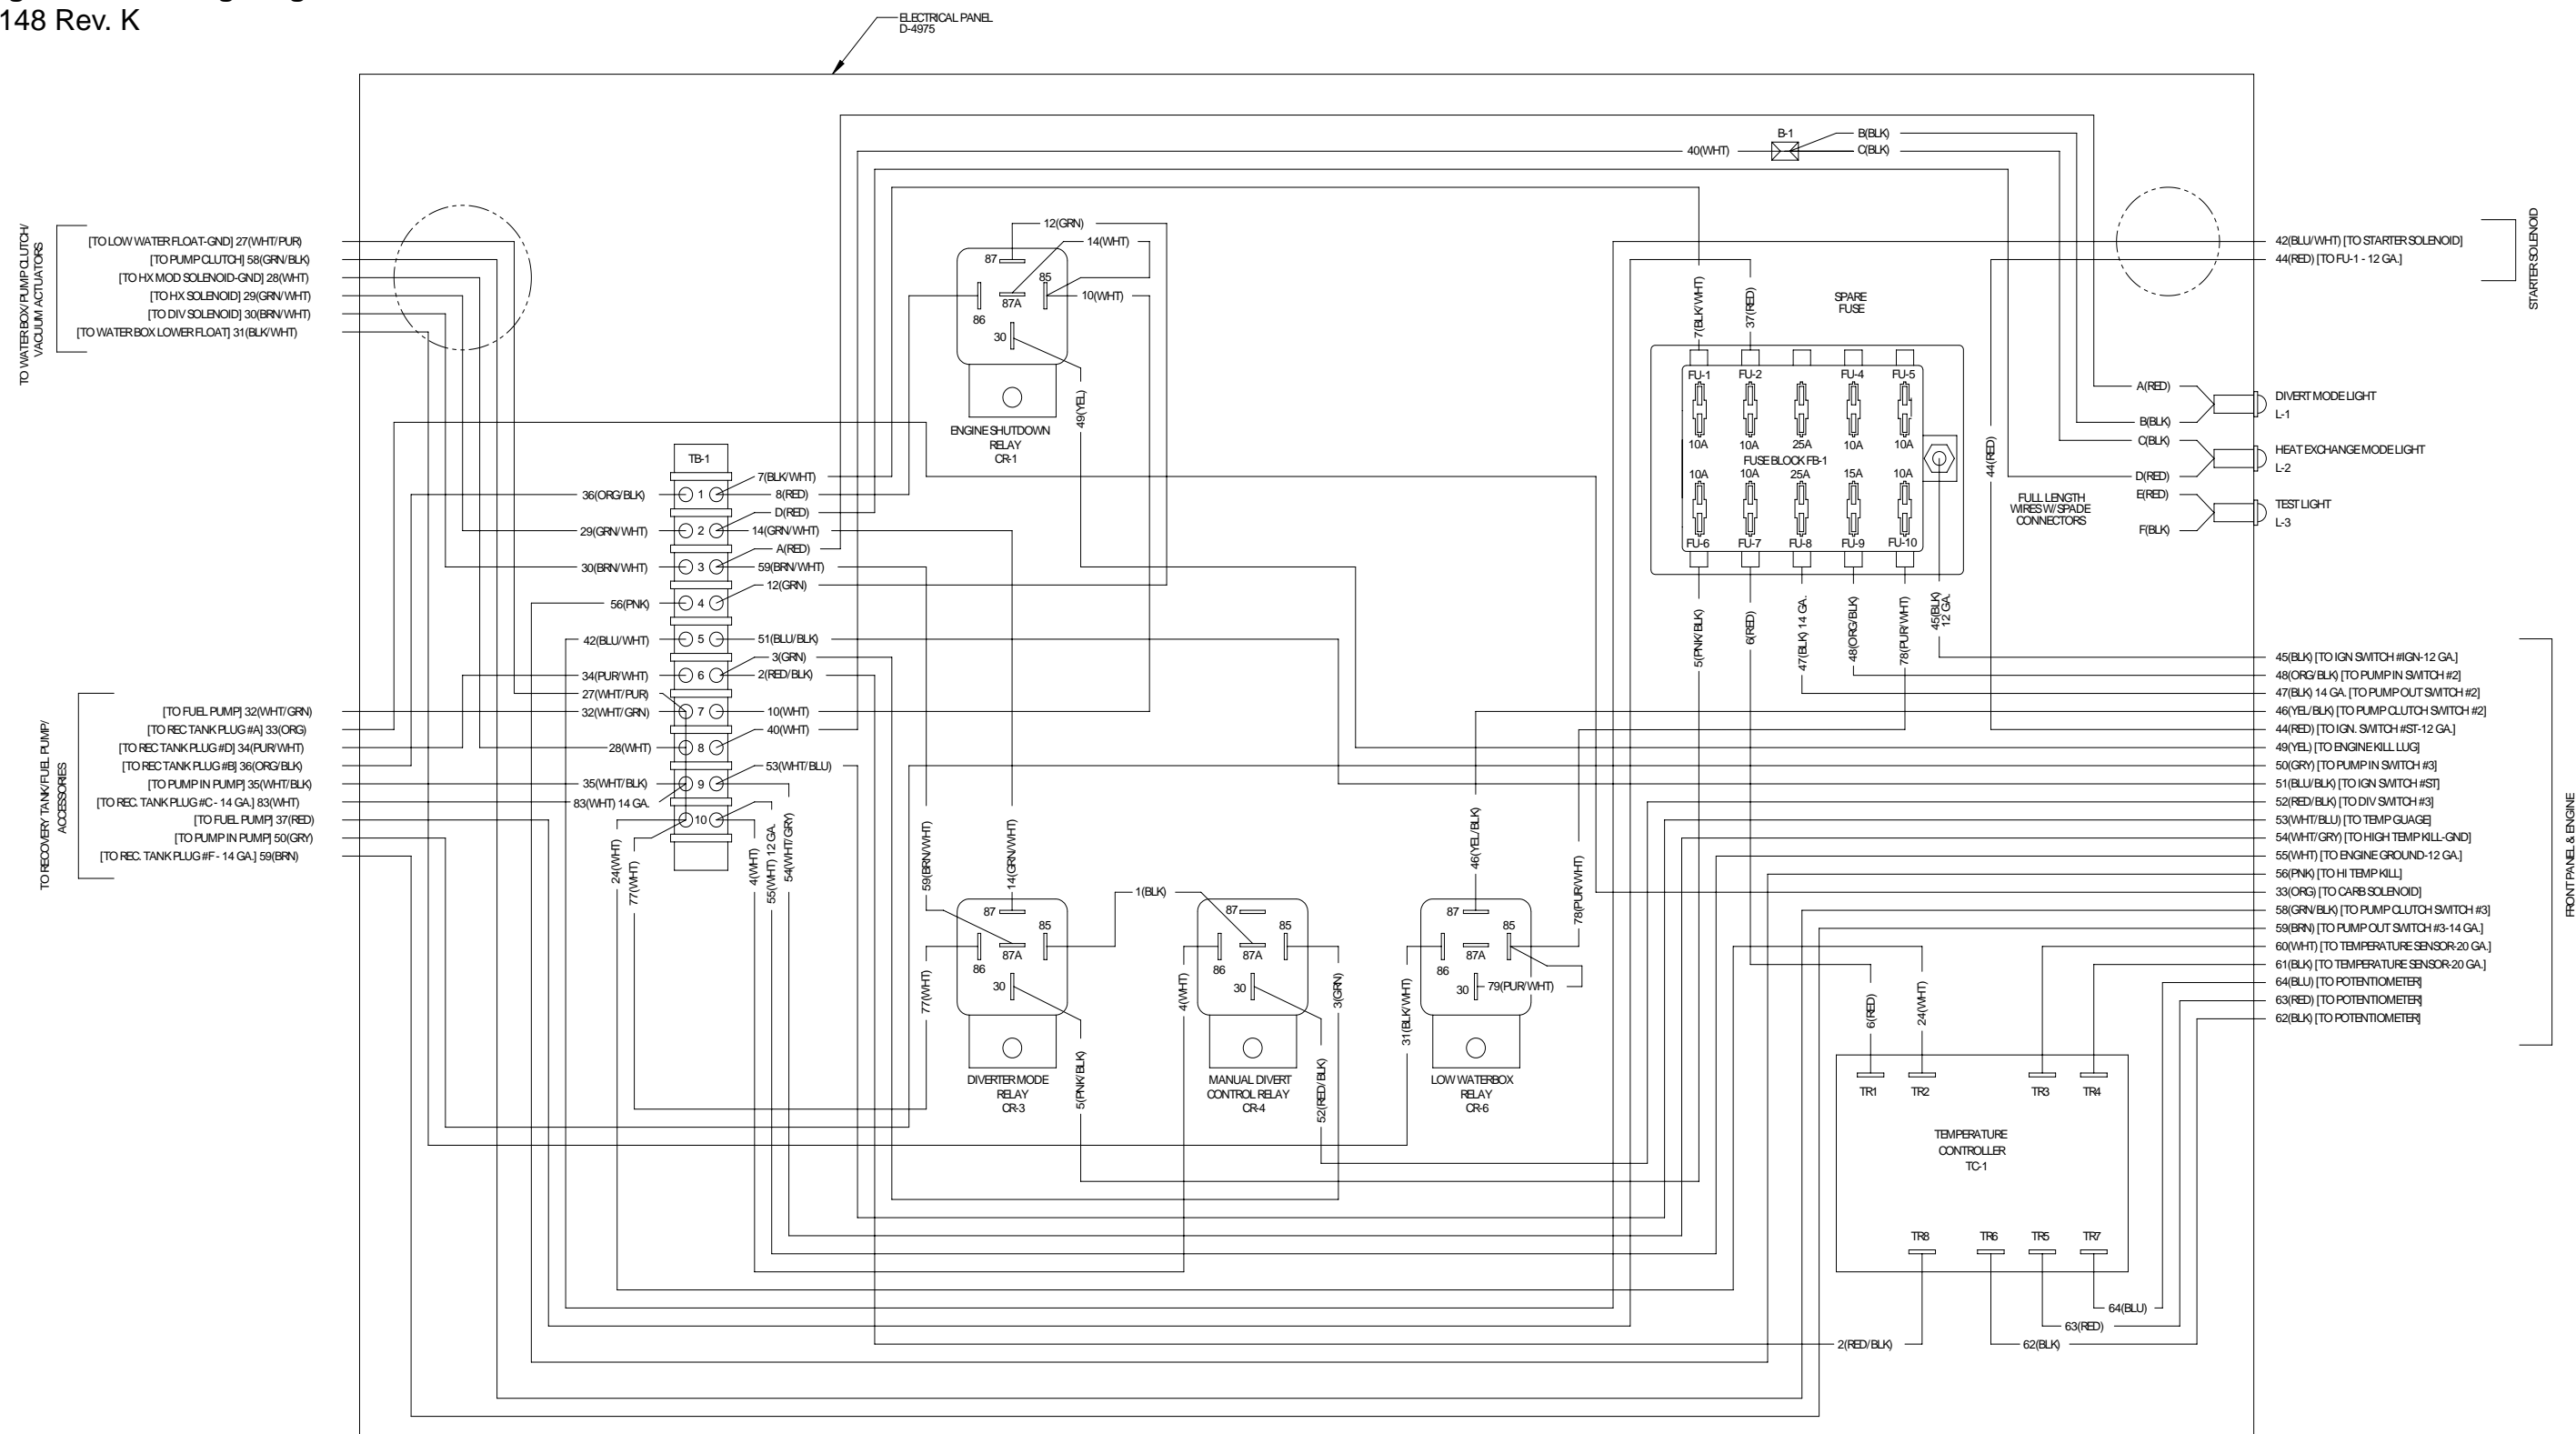 148 Rev. K
ELECTRICAL PANEL
D-4975
TO WATER BOX/ PUMP CLUTCH/
VACUUM ACTUATORS
[TO LOW WATER FLOAT-GND] 27(WHT/PUR)
[TO PUMP CLUTCH] 58(GRN/BLK)
[TO HX MOD SOLENOID-GND] 28(WHT)
[TO HX SOLENOID] 29(GRN/WHT)
[TO DIV SOLENOID] 30(BRN/WHT)
[TO WATER BOX LOWER FLOAT] 31(BLK/WHT)
TO RECOVERY TANK/FUEL PUMP/
ACCESSORIES
[TO FUEL PUMP] 32(WHT/GRN)
[TO REC TANK PLUG #A] 33(ORG)
[TO REC TANK PLUG #D] 34(PUR/WHT)
[TO REC TANK PLUG #B] 36(ORG/BLK)
[TO PUMP IN PUMP] 35(WHT/BLK)
[TO REC. TANK PLUG #C - 14 GA.] 83(WHT)
[TO FUEL PUMP] 37(RED)
[TO PUMP IN PUMP] 50(GRY)
[TO REC. TANK PLUG #F - 14 GA.] 59(BRN)
TB-1
36(ORG/BLK) 1 7(BLK/WHT)
8(RED)
D(RED)
29(GRN/WHT) 2 14(GRN/WHT)
A(RED)
30(BRN/WHT) 3 59(BRN/WHT)
12(GRN)
56(PNK) 4
42(BLU/WHT) 5 51(BLU/BLK)
3(GRN)
34(PUR/WHT) 6 2(RED/BLK)
27(WHT/PUR)
32(WHT/GRN) 7 10(WHT)
40(WHT)
28(WHT) 8
53(WHT/BLU)
35(WHT/BLK) 9
83(WHT) 14 GA.
10
24(WHT)
77(WHT)
4(WHT)
55(WHT) 12 GA.
54(WHT/GRY)
12(GRN)
14(WHT)
10(WHT)
87
85
87A
86
30
49(YEL)
ENGINE SHUTDOWN
RELAY
CR-1
59(BRN/WHT)
14(GRN/WHT)
87
85
87A
86
30
77(WHT)
5(PNK/BLK)
DIVERTER MODE
RELAY
CR-3
1(BLK)
87
85
87A
86
30
4(WHT)
3(GRN)
52(RED/BLK)
MANUAL DIVERT
CONTROL RELAY
CR-4
46(YEL/BLK)
78(PUR/WHT)
87
85
87A
86
30
79(PUR/WHT)
31(BLK/WHT)
LOW WATERBOX
RELAY
CR-6
40(WHT)
B-1
B(BLK)
C(BLK)
7(BLK/WHT)
37(RED)
SPARE
FUSE
FU-1 FU-2 FU-4 FU-5
10A 10A 25A 10A 10A
FUSE BLOCK FB-1
10A 10A 25A 15A 10A
FU-6 FU-7 FU-8 FU-9 FU-10
5(PNK/BLK)
6(RED)
47(BLK) 14 GA.
48(ORG/BLK)
78(PUR/WHT)
45(BLK)
12 GA.
44(RED)
FULL LENGTH
WIRES W/ SPADE
CONNECTORS
A(RED)
B(BLK)
C(BLK)
D(RED)
E(RED)
F(BLK)
DIVERT MODE LIGHT
L-1
HEAT EXCHANGE MODE LIGHT
L-2
TEST LIGHT
L-3
42(BLU/WHT) [TO STARTER SOLENOID]
44(RED) [TO FU-1 - 12 GA.]
STARTER SOLENOID
45(BLK) [TO IGN SWITCH #IGN-12 GA.]
48(ORG/BLK) [TO PUMP IN SWITCH #2]
47(BLK) 14 GA. [TO PUMP OUT SWITCH #2]
46(YEL/BLK) [TO PUMP CLUTCH SWITCH #2]
44(RED) [TO IGN. SWITCH #ST-12 GA.]
49(YEL) [TO ENGINE KILL LUG]
50(GRY) [TO PUMP IN SWITCH #3]
51(BLU/BLK) [TO IGN SWITCH #ST]
52(RED/BLK) [TO DIV SWITCH #3]
53(WHT/BLU) [TO TEMP GUAGE]
54(WHT/GRY) [TO HIGH TEMP KILL-GND]
55(WHT) [TO ENGINE GROUND-12 GA.]
56(PNK) [TO HI TEMP KILL]
33(ORG) [TO CARB SOLENOID]
58(GRN/BLK) [TO PUMP CLUTCH SWITCH #3]
59(BRN) [TO PUMP OUT SWITCH #3-14 GA.]
60(WHT) [TO TEMPERATURE SENSOR-20 GA.]
61(BLK) [TO TEMPERATURE SENSOR-20 GA.]
64(BLU) [TO POTENTIOMETER]
63(RED) [TO POTENTIOMETER]
62(BLK) [TO POTENTIOMETER]
FRONT PANEL & ENGINE
6(RED)
24(WHT)
TR1 TR2 TR3 TR4
TEMPERATURE
CONTROLLER
TC-1
TR8 TR6 TR5 TR7
64(BLU)
63(RED)
2(RED/BLK)
62(BLK)